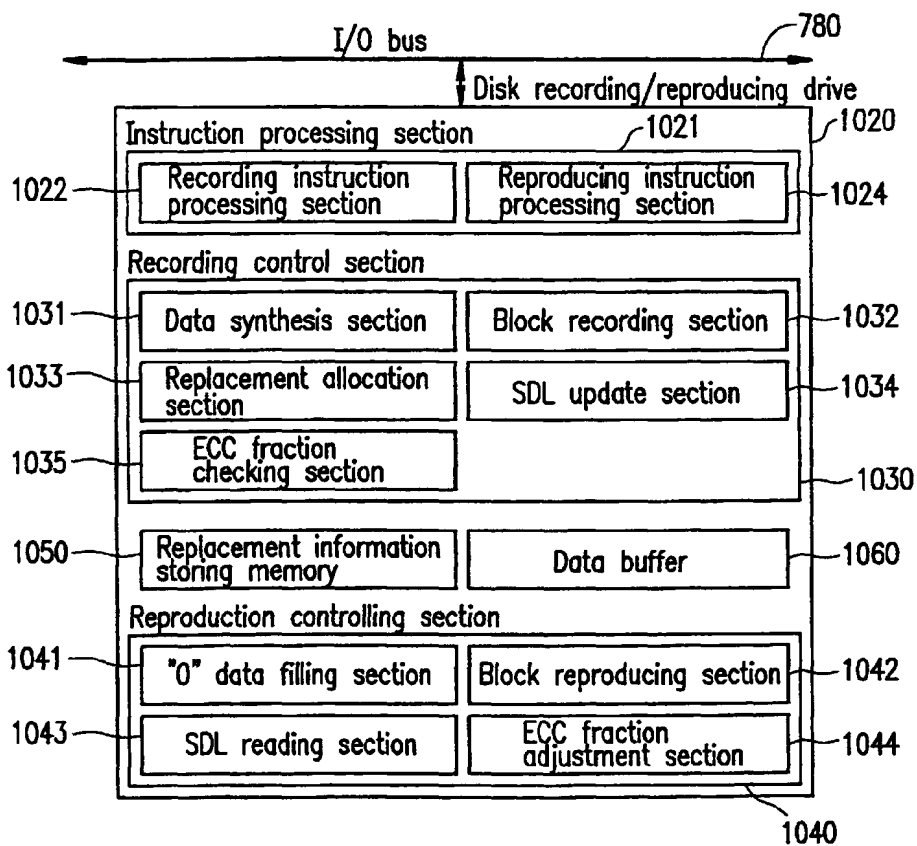 I/O bus
780
Disk recording/reproducing drive
1020
Instruction processing section
1021
1022
Recording instruction
processing section
Reproducing instruction
processing section
1024
Recording control section
1031
Data synthesis section
Block recording section
1032
1033
Replacement allocation
section
SDL update section
1034
1035
ECC fraction
checking section
1030
1050
Replacement information
storing memory
Data buffer
1060
Reproduction controlling section
1041
"0" data filling section
Block reproducing section
1042
1043
SDL reading section
ECC fraction
adjustment section
1044
1040